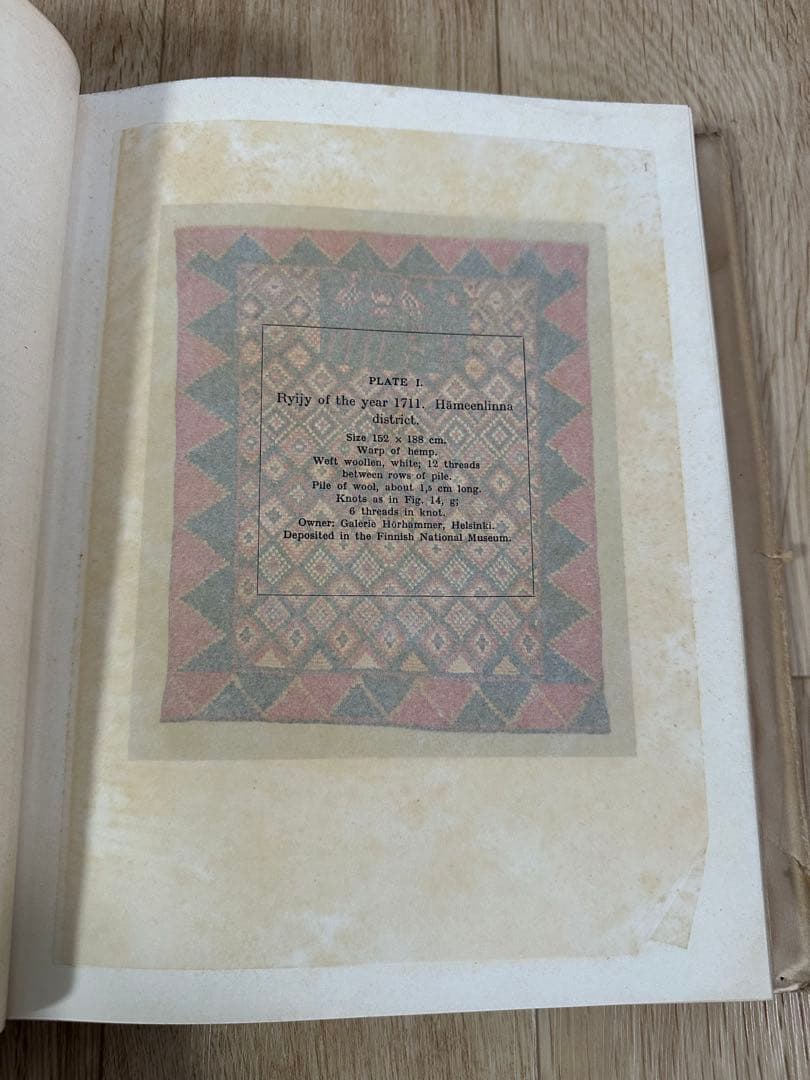 1
PLATE I.
Ryijy of the year 1711. Hämeenlinna
district.
Size 152 × 188 cm.
Warp of hemp.
Weft woollen, white; 12 threads
between rows of pile.
Pile of wool, about 1,5 cm long.
Knots as in Fig. 14, g;
6 threads in knot.
Owner: Galerie Hörhammer, Helsinki.
Deposited in the Finnish National Museum.